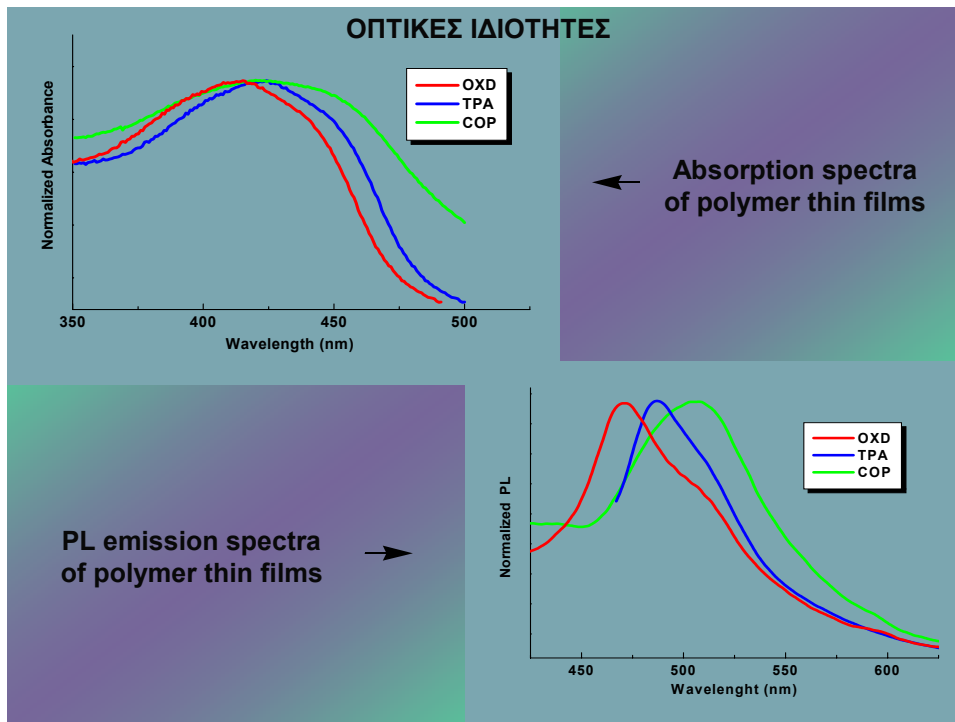 ΟΠΤΙΚΕΣ ΙΔΙΟΤΗΤΕΣ
OXD
TPA
COP
Normalized Absorbance
350 400 450 500
Wavelength (nm)
Absorption spectra
of polymer thin films
PL emission spectra
of polymer thin films
OXD
TPA
COP
Normalized PL
450 500 550 600
Wavelenght (nm)